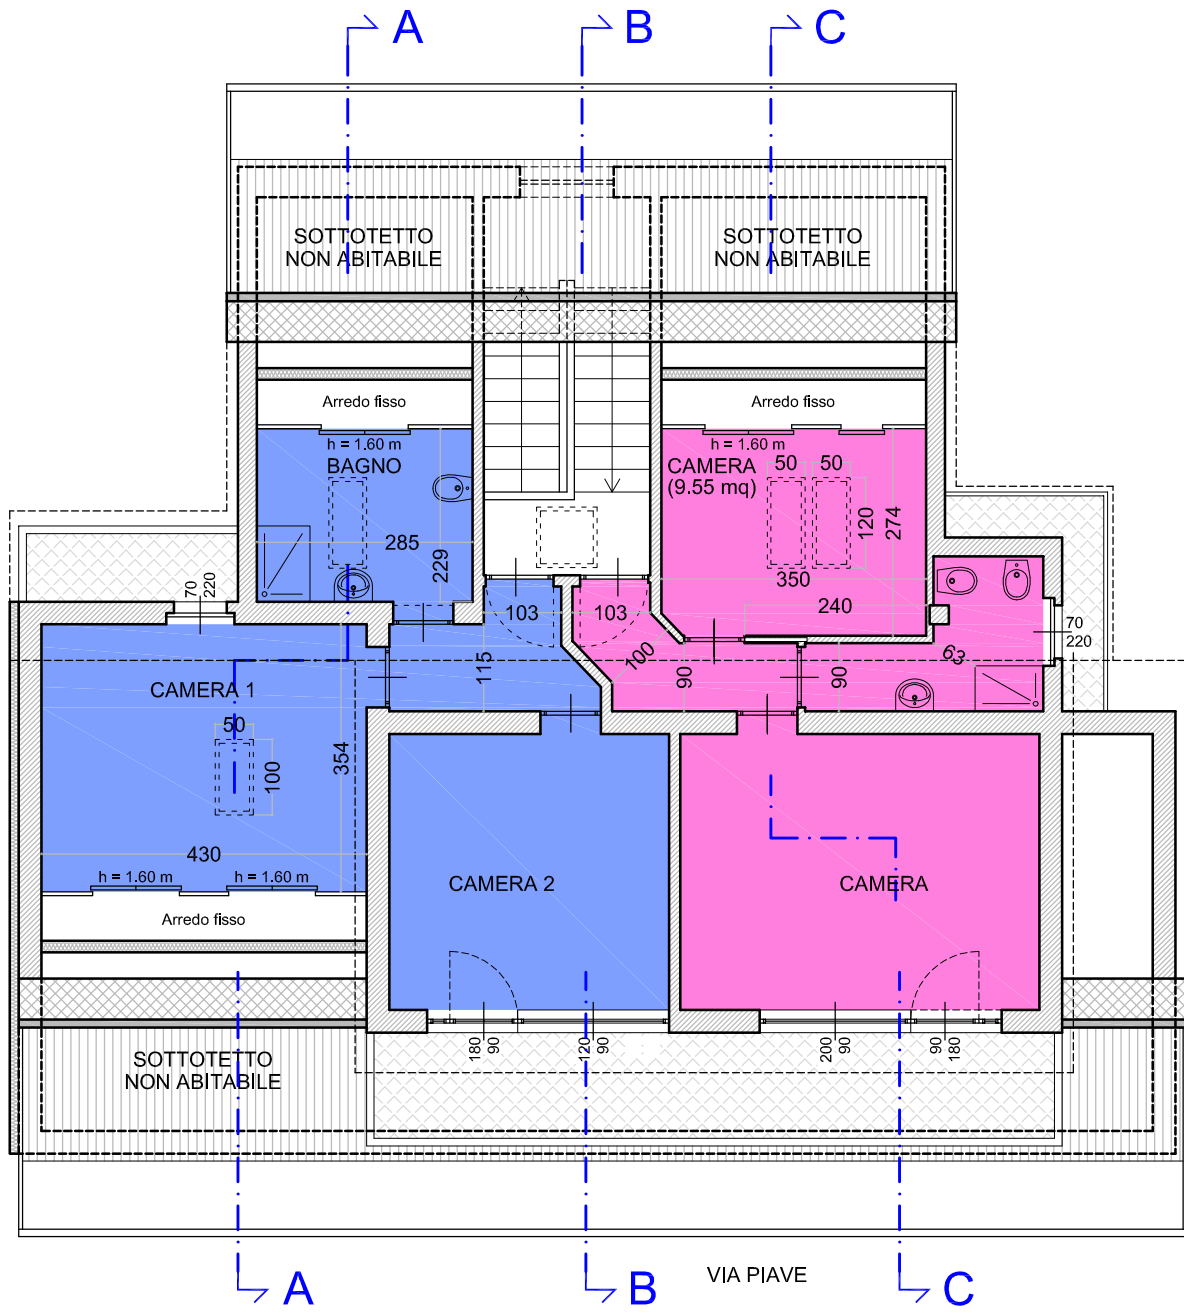 A
B
C
SOTTOTETTO
NON ABITABILE
SOTTOTETTO
NON ABITABILE
Arredo fisso
Arredo fisso
h = 1.60 m
BAGNO
h = 1.60 m
CAMERA
(9.55 mq)
50
50
120
274
285
229
350
240
103
103
70
220
70
220
100
63
115
90
90
CAMERA 1
50
100
354
430
h = 1.60 m
h = 1.60 m
Arredo fisso
CAMERA 2
CAMERA
180
90
120
90
200
90
90
180
SOTTOTETTO
NON ABITABILE
VIA PIAVE
A
B
C